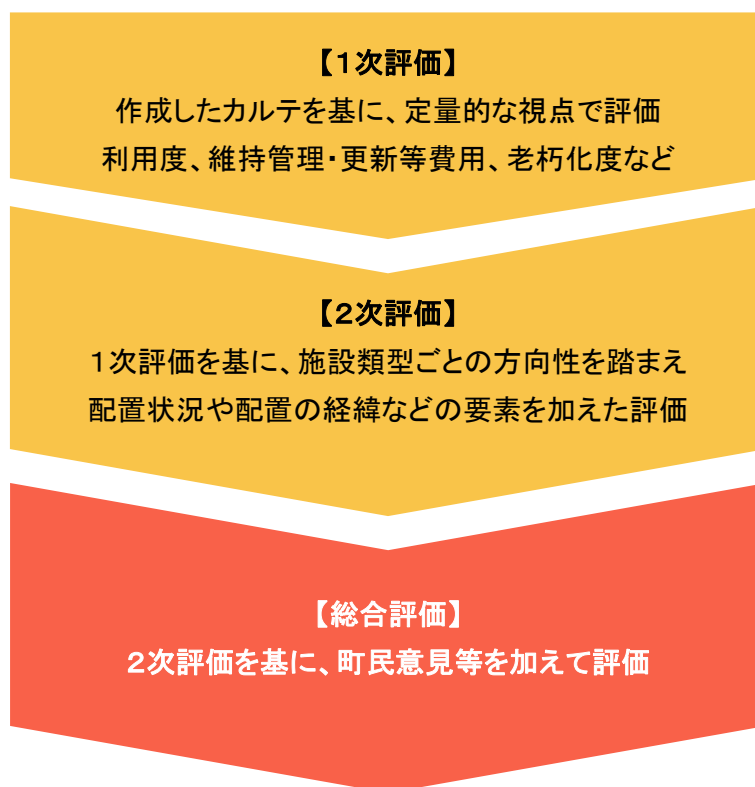 【１次評価】
作成したカルテを基に、定量的な視点で評価
利用度、維持管理・更新等費用、老朽化度など
【２次評価】
１次評価を基に、施設類型ごとの方向性を踏まえ
配置状況や配置の経緯などの要素を加えた評価
【総合評価】
２次評価を基に、町民意見等を加えて評価